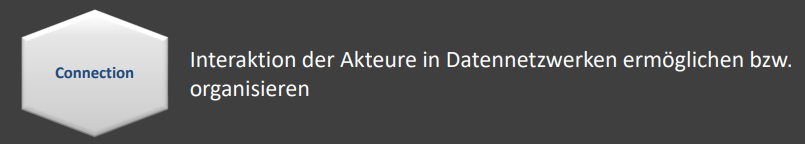 Connection
Interaktion der Akteure in Datennetzwerken ermöglichen bzw.
organisieren